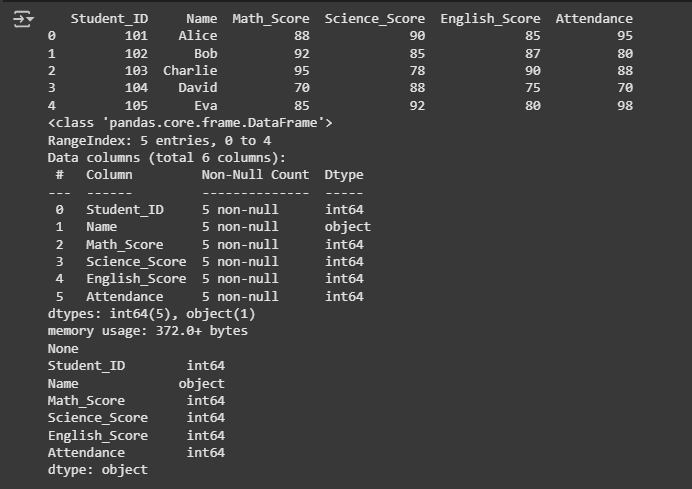 Student_ID     Name  Math_Score  Science_Score  English_Score  Attendance
0         101    Alice          88             90             85          95
1         102      Bob          92             85             87          80
2         103  Charlie          95             78             90          88
3         104    David          70             88             75          70
4         105      Eva          85             92             80          98
<class 'pandas.core.frame.DataFrame'>
RangeIndex: 5 entries, 0 to 4
Data columns (total 6 columns):
 #   Column         Non-Null Count  Dtype
---  ------         --------------  -----
 0   Student_ID     5 non-null      int64
 1   Name           5 non-null      object
 2   Math_Score     5 non-null      int64
 3   Science_Score  5 non-null      int64
 4   English_Score  5 non-null      int64
 5   Attendance     5 non-null      int64
dtypes: int64(5), object(1)
memory usage: 372.0+ bytes
None
Student_ID        int64
Name             object
Math_Score        int64
Science_Score     int64
English_Score     int64
Attendance        int64
dtype: object